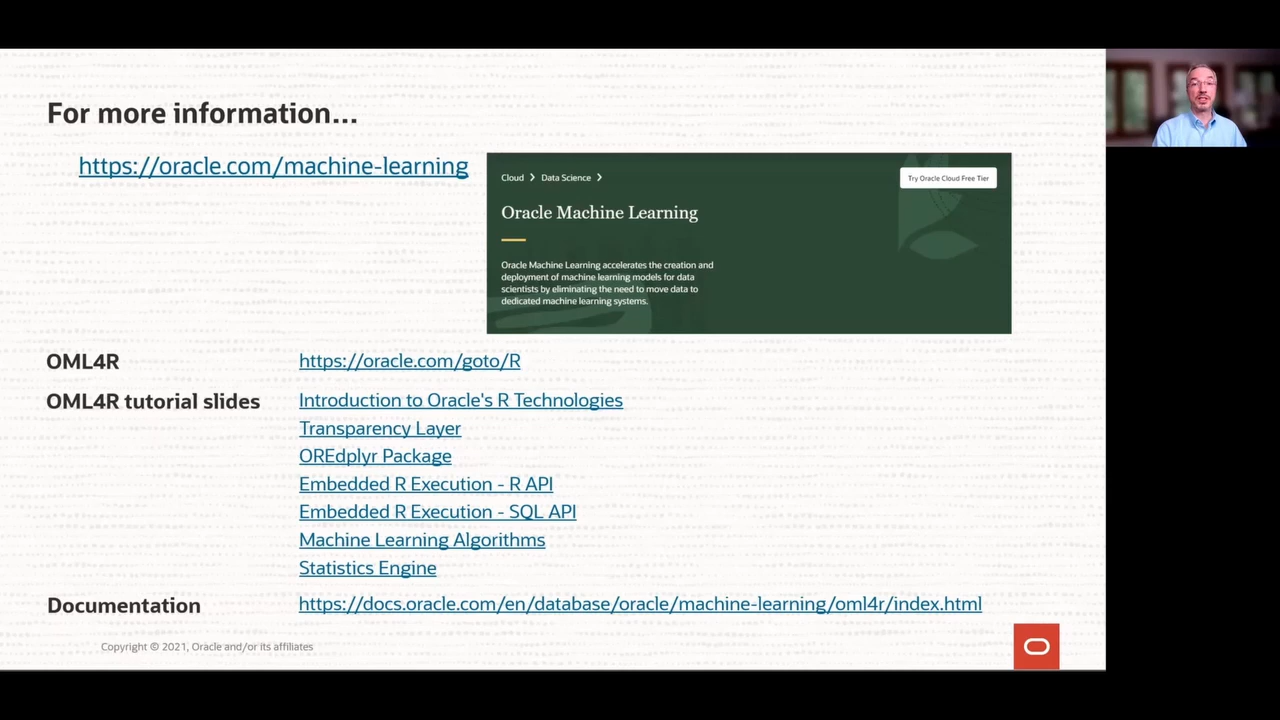 For more information...
https://oracle.com/machine-learning
Cloud > Data Science >
Try Oracle Cloud Free Tier
Oracle Machine Learning
Oracle Machine Learning accelerates the creation and
deployment of machine learning models for data
scientists by eliminating the need to move data to
dedicated machine learning systems.
OML4R https://oracle.com/goto/R
OML4R tutorial slides Introduction to Oracle's R Technologies
Transparency Layer
OREdplyr Package
Embedded R Execution - R API
Embedded R Execution - SQL API
Machine Learning Algorithms
Statistics Engine
Documentation https://docs.oracle.com/en/database/oracle/machine-learning/oml4r/index.html
Copyright © 2021, Oracle and/or its affiliates